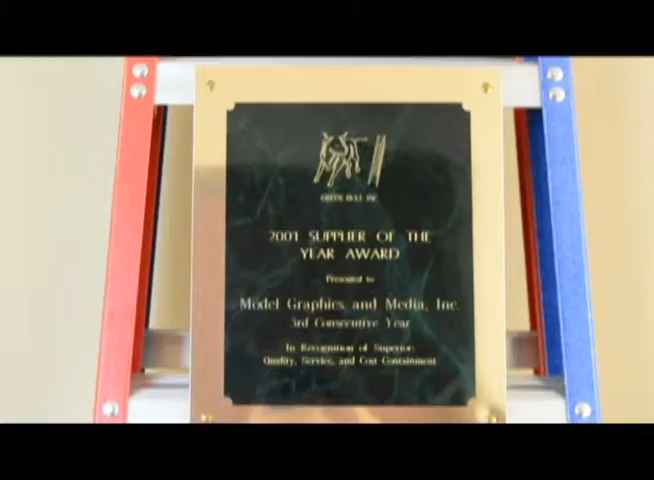 GREEN BULL INC
2001 SUPPLIER OF THE
YEAR AWARD
Presented to
Model Graphics and Media, Inc.
3rd Consecutive Year
In Recognition of Superior
Quality, Service, and Cost Containment